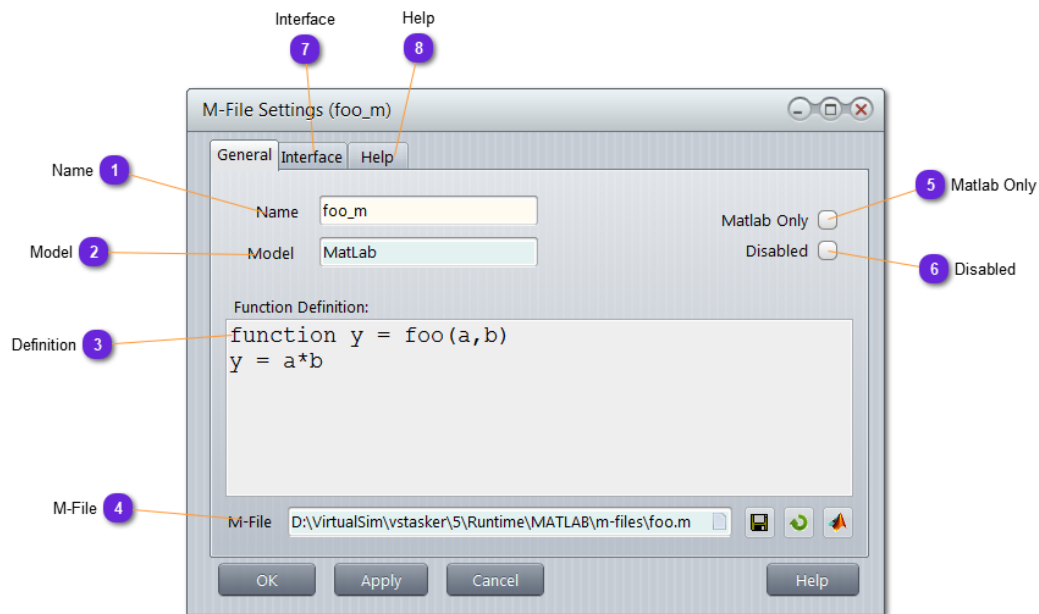 Interface
Help
7
8
M-File Settings (foo_m)
General Interface Help
Name 1
Name foo_m
Matlab Only
5 Matlab Only
Model 2
Model MatLab
Disabled
6 Disabled
Function Definition:
Definition 3
function y = foo(a,b)
y = a*b
M-File 4
M-File D:\VirtualSim\vstasker\5\Runtime\MATLAB\m-files\foo.m
OK Apply Cancel Help